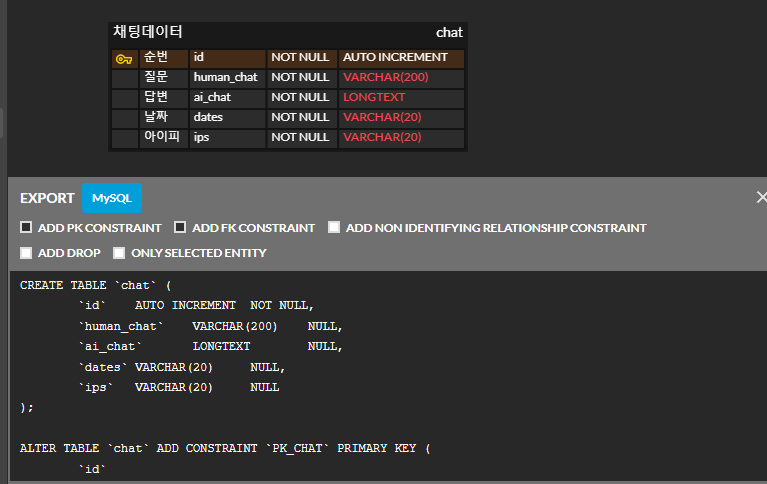 채팅데이터 chat
순번 id NOT NULL AUTO INCREMENT
질문 human_chat NOT NULL VARCHAR(200)
답변 ai_chat NOT NULL LONGTEXT
날짜 dates NOT NULL VARCHAR(20)
아이피 ips NOT NULL VARCHAR(20)
EXPORT MySQL
ADD PK CONSTRAINT ADD FK CONSTRAINT ADD NON IDENTIFYING RELATIONSHIP CONSTRAINT
ADD DROP ONLY SELECTED ENTITY
CREATE TABLE `chat` (
`id` AUTO INCREMENT NOT NULL,
`human_chat` VARCHAR(200) NULL,
`ai_chat` LONGTEXT NULL,
`dates` VARCHAR(20) NULL,
`ips` VARCHAR(20) NULL
);
ALTER TABLE `chat` ADD CONSTRAINT `PK_CHAT` PRIMARY KEY (
`id`